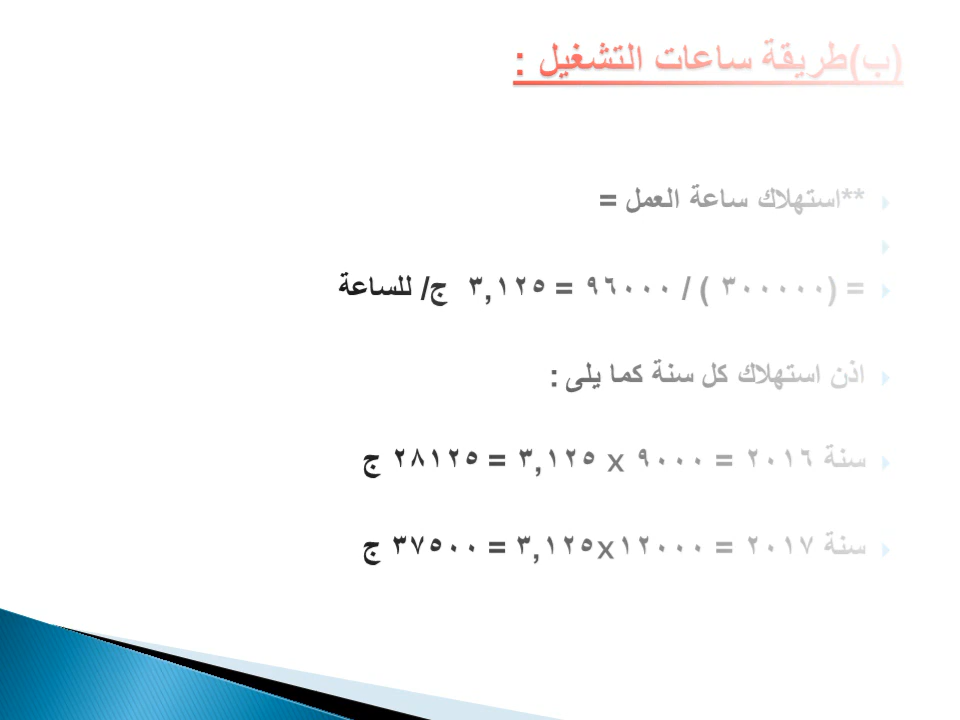 (ب)طريقة ساعات التشغيل :
**استهلاك ساعة العمل =
= (٣٠٠٠٠٠ ) / ٩٦٠٠٠ = ٣,١٢٥ ج/ للساعة
اذن استهلاك كل سنة كما يلى :
سنة ٢٠١٦ = ٩٠٠٠ x ٣,١٢٥ = ٢٨١٢٥ ج
سنة ٢٠١٧ = ١٢٠٠٠x٣,١٢٥ = ٣٧٥٠٠ ج